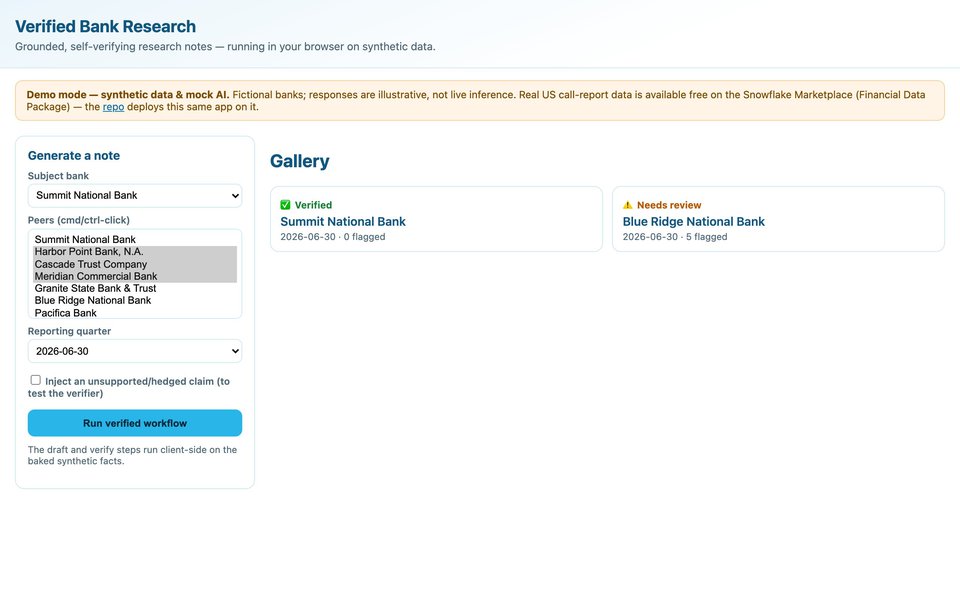 Verified Bank Research
Grounded, self-verifying research notes — running in your browser on synthetic data.
Demo mode — synthetic data & mock AI. Fictional banks; responses are illustrative, not live inference. Real US call-report data is available free on the Snowflake Marketplace (Financial Data
Package) — the repo deploys this same app on it.
Generate a note
Subject bank
Summit National Bank
Peers (cmd/ctrl-click)
Summit National Bank
Harbor Point Bank, N.A.
Cascade Trust Company
Meridian Commercial Bank
Granite State Bank & Trust
Blue Ridge National Bank
Pacifica Bank
Reporting quarter
2026-06-30
Inject an unsupported/hedged claim (to
test the verifier)
Run verified workflow
The draft and verify steps run client-side on the
baked synthetic facts.
Gallery
✅ Verified
Summit National Bank
2026-06-30 · 0 flagged
⚠️ Needs review
Blue Ridge National Bank
2026-06-30 · 5 flagged